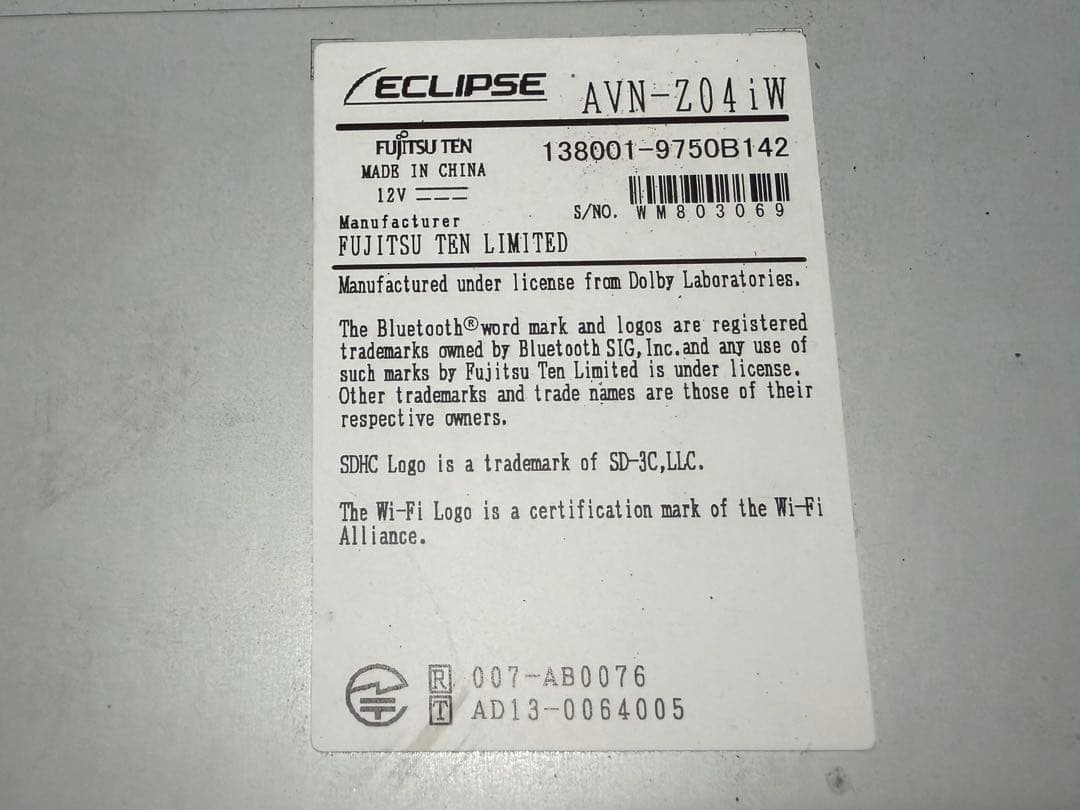 ECLIPSE AVN-Z04iW
FUJITSU TEN 138001-9750B142
MADE IN CHINA
12V
S/NO. WM803069
Manufacturer
FUJITSU TEN LIMITED
Manufactured under license from Dolby Laboratories.
The Bluetooth® word mark and logos are registered
trademarks owned by Bluetooth SIG, Inc. and any use of
such marks by Fujitsu Ten Limited is under license.
Other trademarks and trade names are those of their
respective owners.
SDHC Logo is a trademark of SD-3C, LLC.
The Wi-Fi Logo is a certification mark of the Wi-Fi
Alliance.
R 007-AB0076
T AD13-0064005